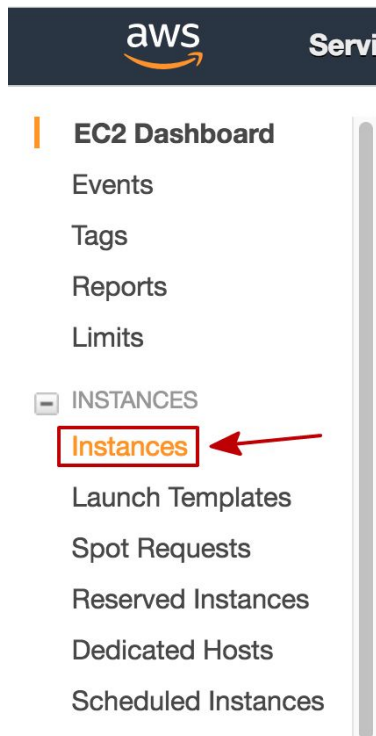 aws
Servi
EC2 Dashboard
Events
Tags
Reports
Limits
INSTANCES
Instances
Launch Templates
Spot Requests
Reserved Instances
Dedicated Hosts
Scheduled Instances